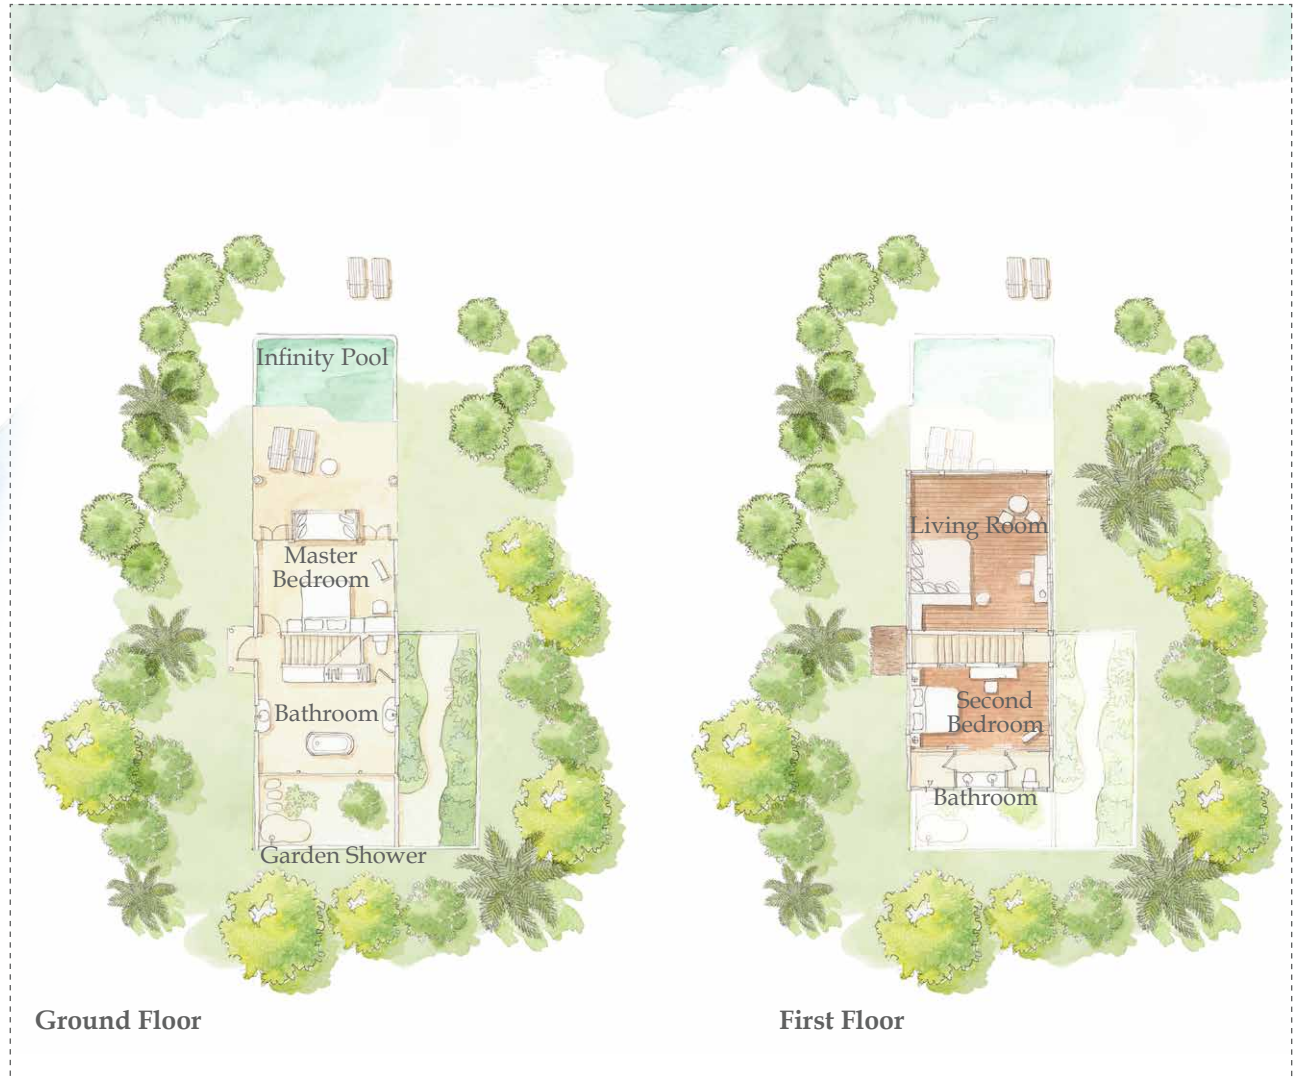 Infinity Pool
Master
Bedroom
Bathroom
Garden Shower
Ground Floor
Living Room
Second
Bedroom
Bathroom
First Floor